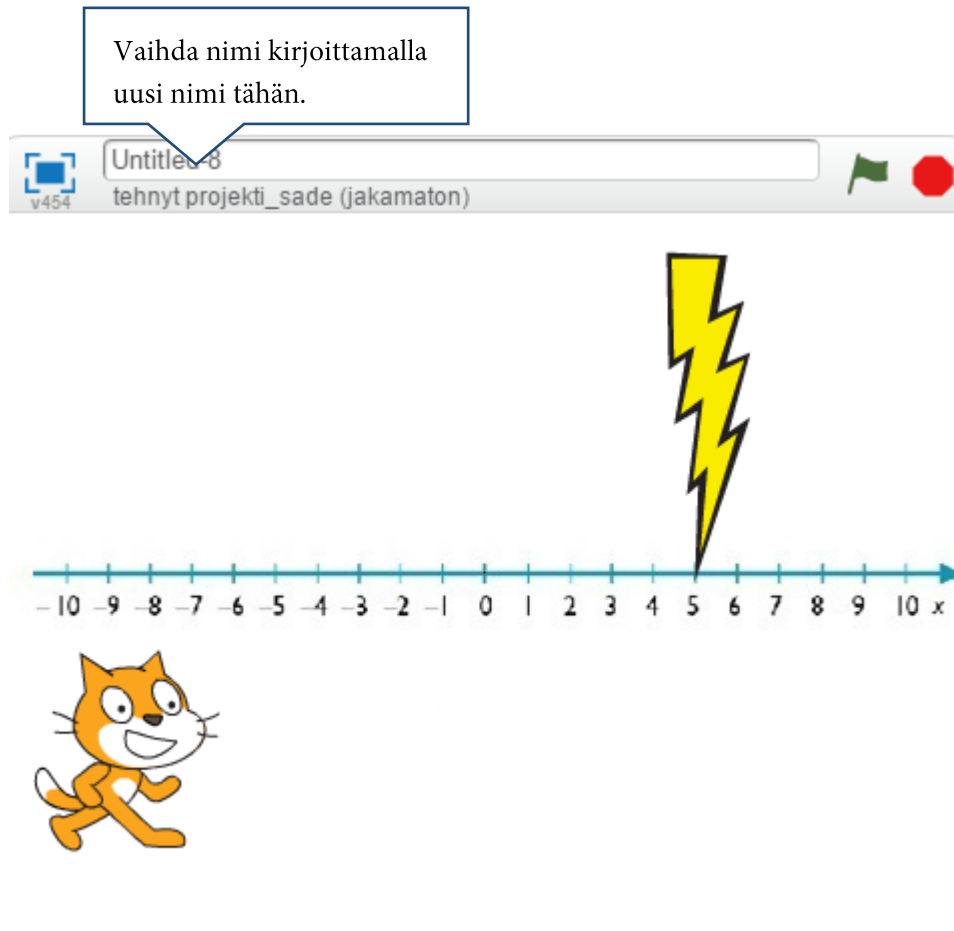 Vaihda nimi kirjoittamalla
uusi nimi tähän.
Untitled-8
v454
tehnyt projekti_sade (jakamaton)
–10 –9 –8 –7 –6 –5 –4 –3 –2 –1 0 1 2 3 4 5 6 7 8 9 10 x